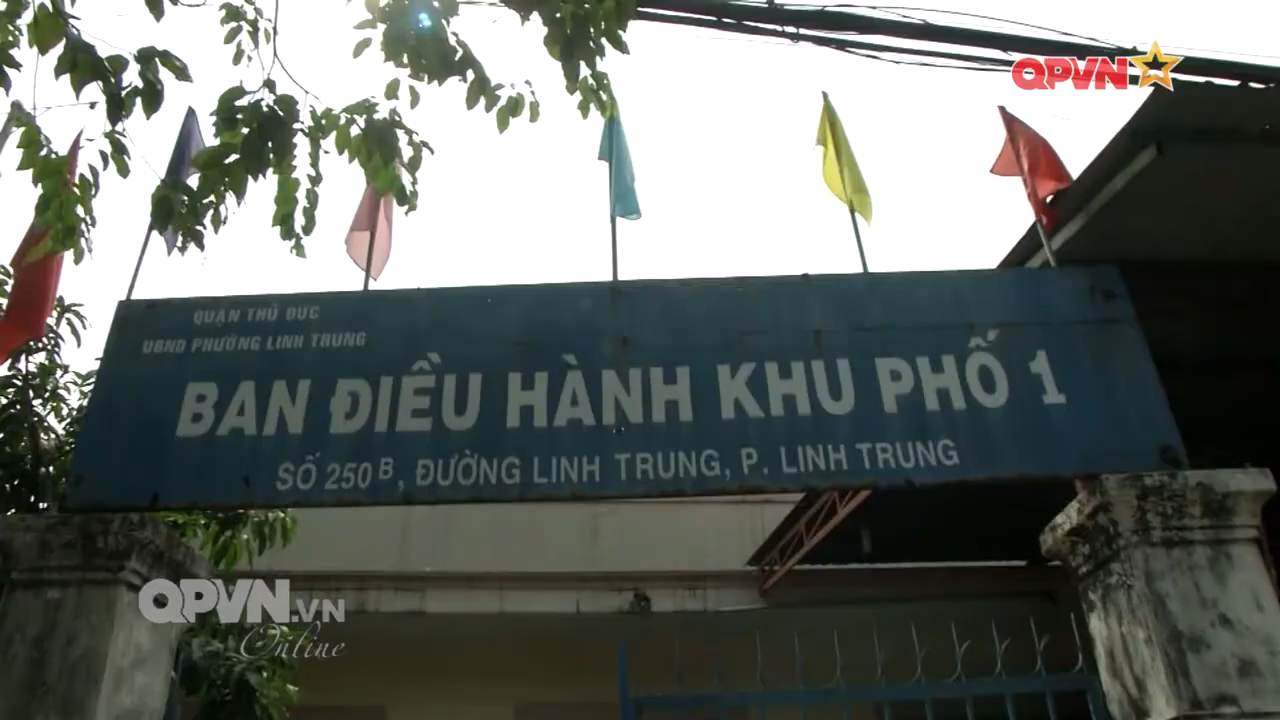 QPVN
QUẬN THỦ ĐỨC
UBND PHƯỜNG LINH TRUNG
BAN ĐIỀU HÀNH KHU PHỐ 1
SỐ 250B, ĐƯỜNG LINH TRUNG, P. LINH TRUNG
QPVN.VN
Online